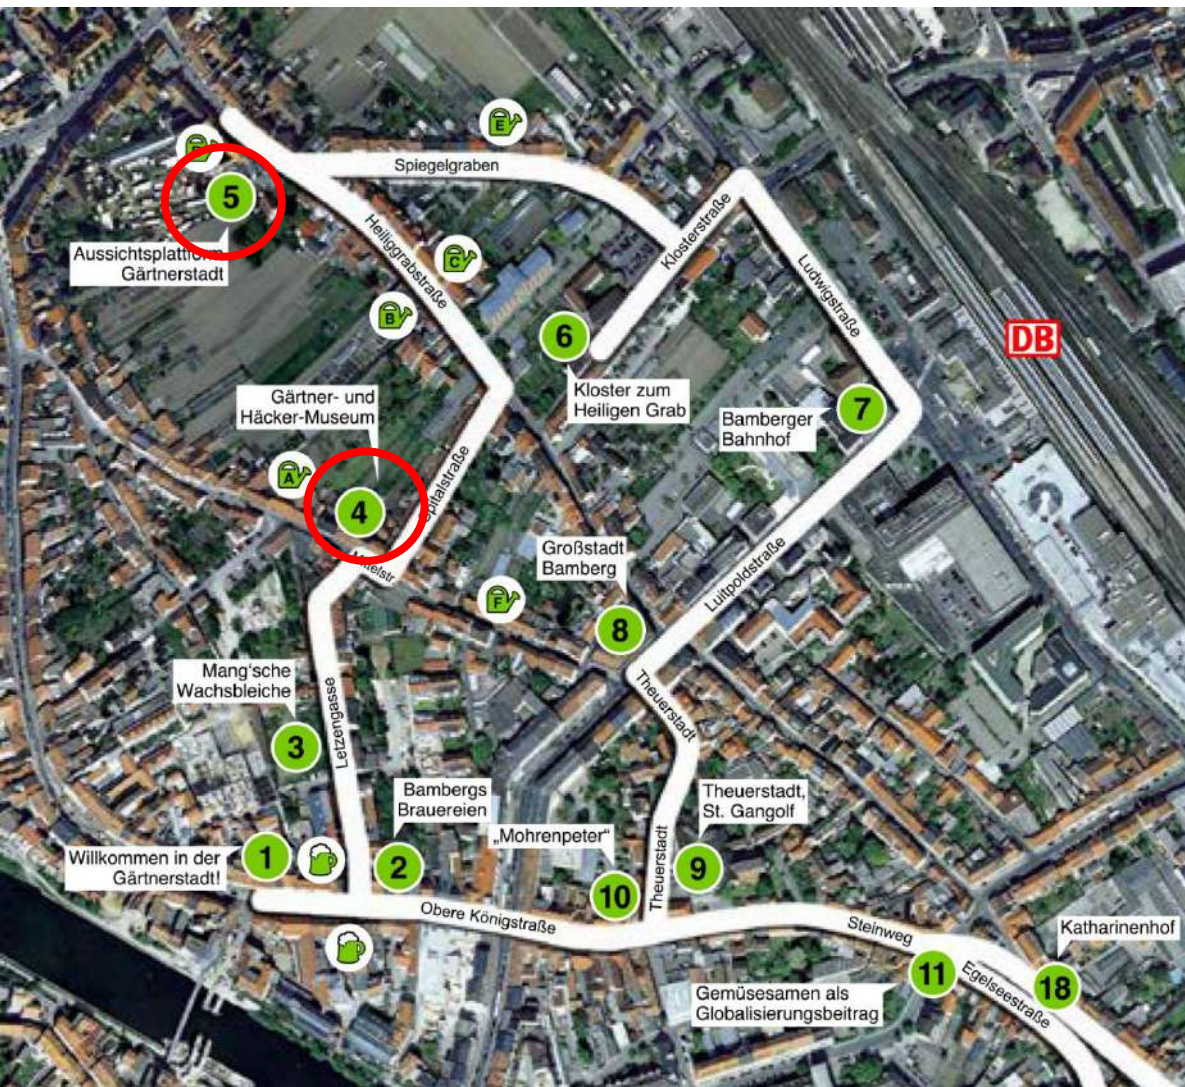 E
D
Spiegelgraben
5
Klosterstraße
Aussichtsplattform
Gärtnerstadt
Heiliggrabstraße
C
Ludwigstraße
B
6
DB
Gärtner- und
Häcker-Museum
Kloster zum
Heiligen Grab
Bamberger
Bahnhof
7
A
4
Spitalstraße
Mittelstr.
Großstadt
Bamberg
Luitpoldstraße
F
8
Mang'sche
Wachsbleiche
Theuerstadt
Letzengasse
3
Bambergs
Brauereien
Theuerstadt,
St. Gangolf
„Mohrenpeter“
Willkommen in der
Gärtnerstadt!
1
2
9
10
Theuerstadt
Obere Königstraße
Steinweg
Katharinenhof
11
Egelseestraße
18
Gemüsesamen als
Globalisierungsbeitrag